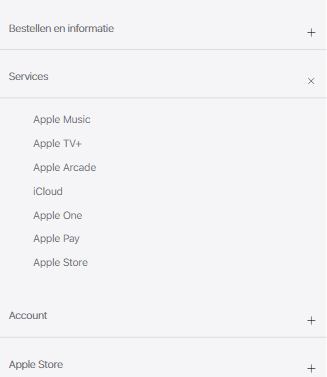 Bestellen en informatie
Services
Apple Music
Apple TV+
Apple Arcade
iCloud
Apple One
Apple Pay
Apple Store
Account
Apple Store